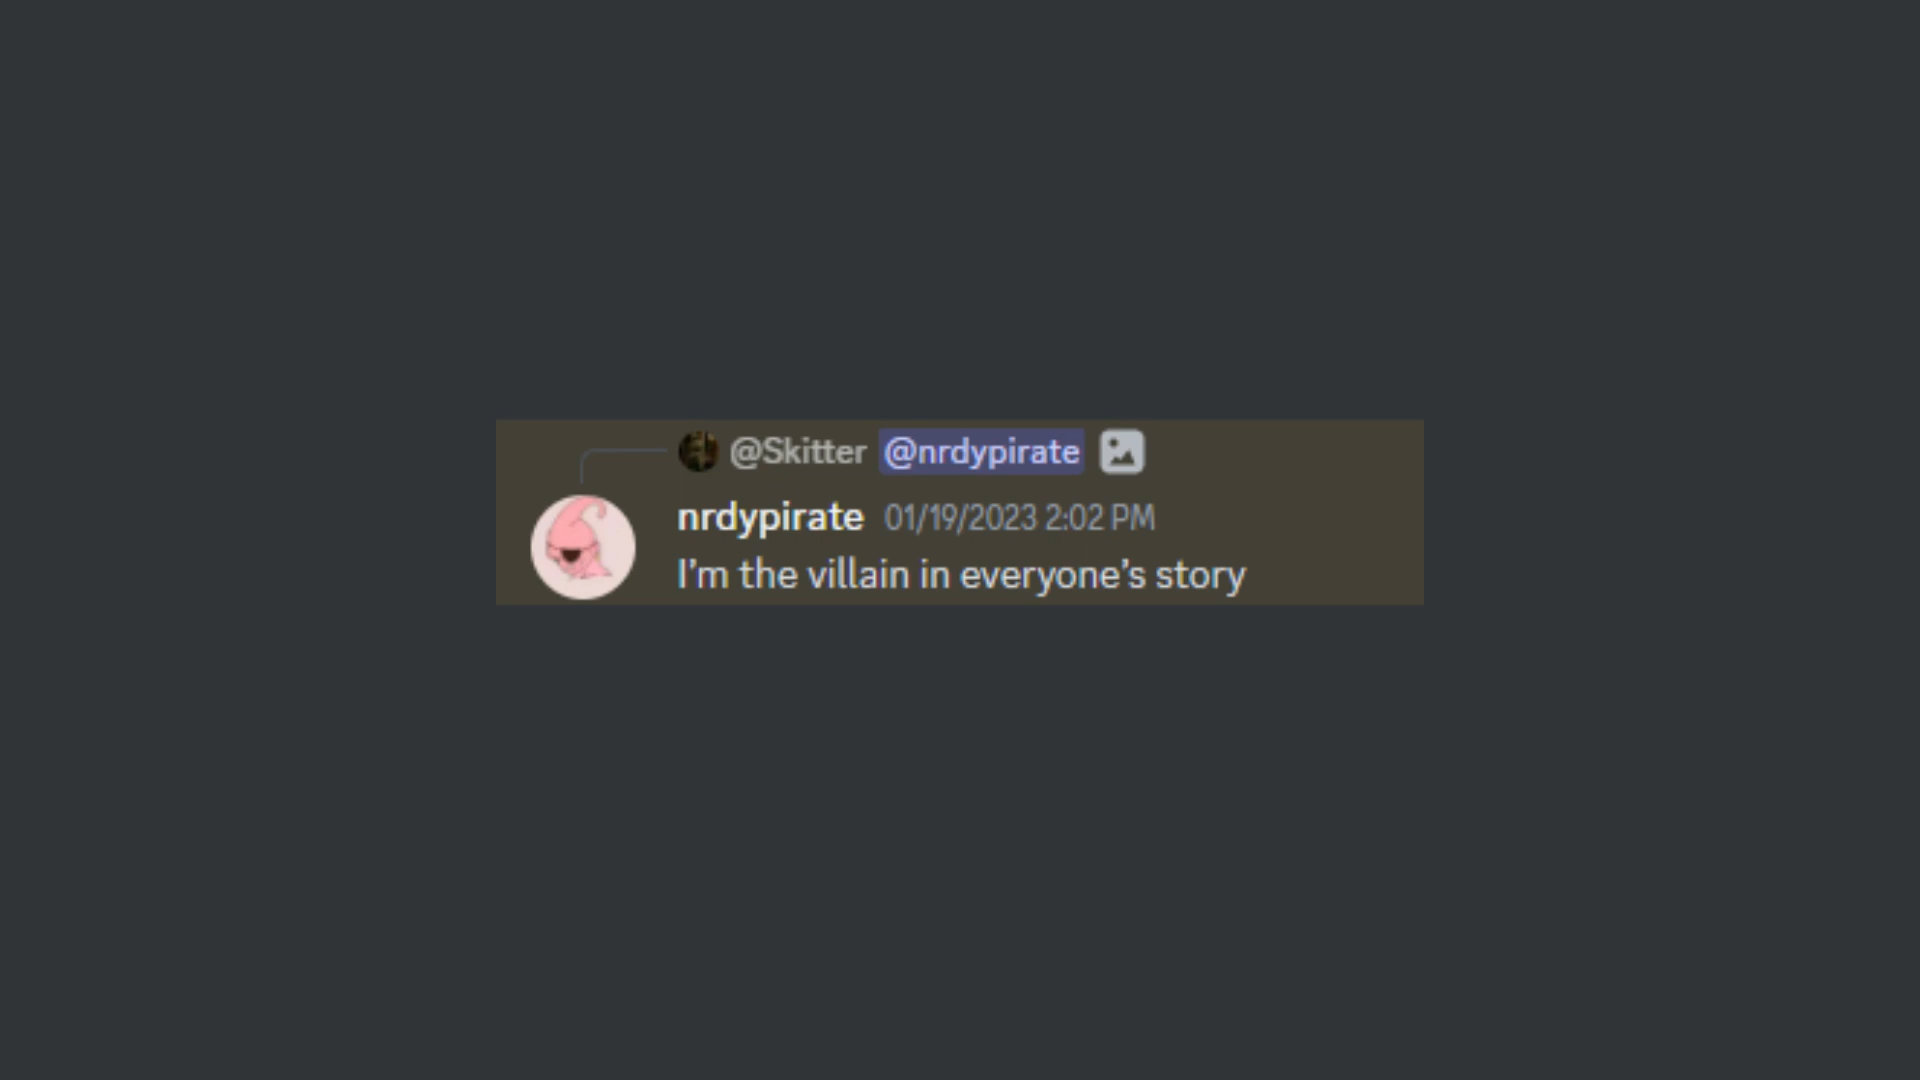 @Skitter @nrdypirate
nrdypirate 01/19/2023 2:02 PM
I'm the villain in everyone's story